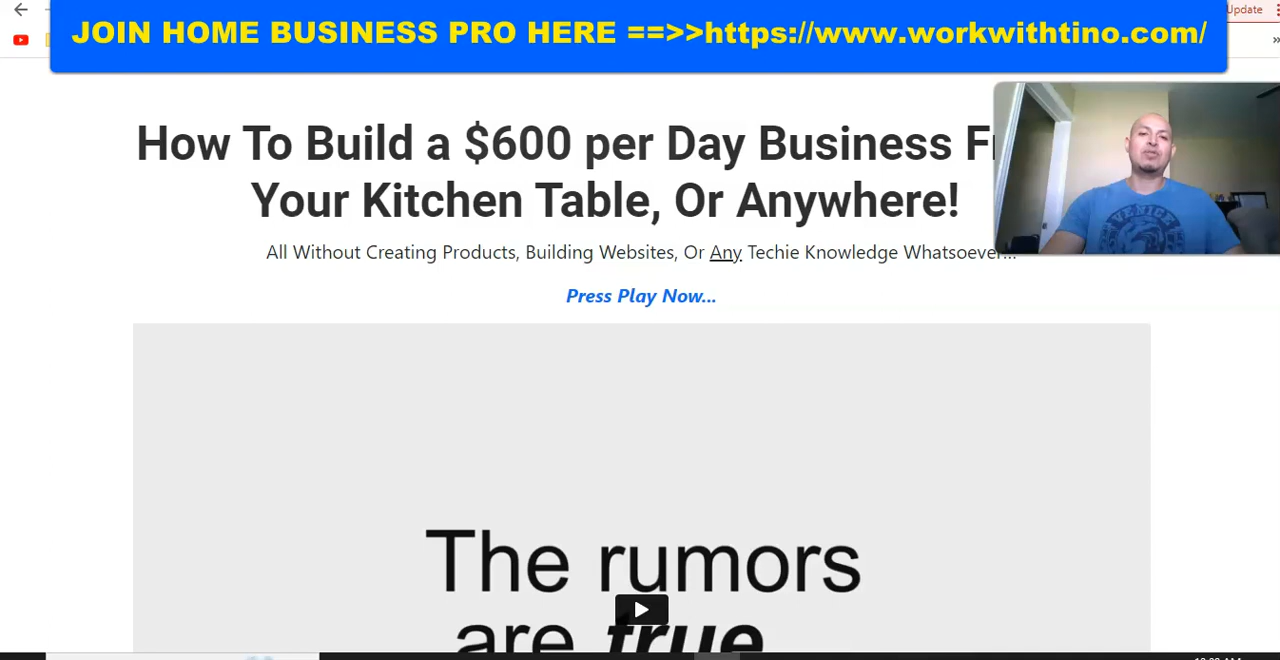 Update
JOIN HOME BUSINESS PRO HERE ==>>https://www.workwithtino.com/
How To Build a $600 per Day Business
Your Kitchen Table, Or Anywhere!
All Without Creating Products, Building Websites, Or Any Techie Knowledge Whatsoever...
Press Play Now...
VENICE
The rumors
are true